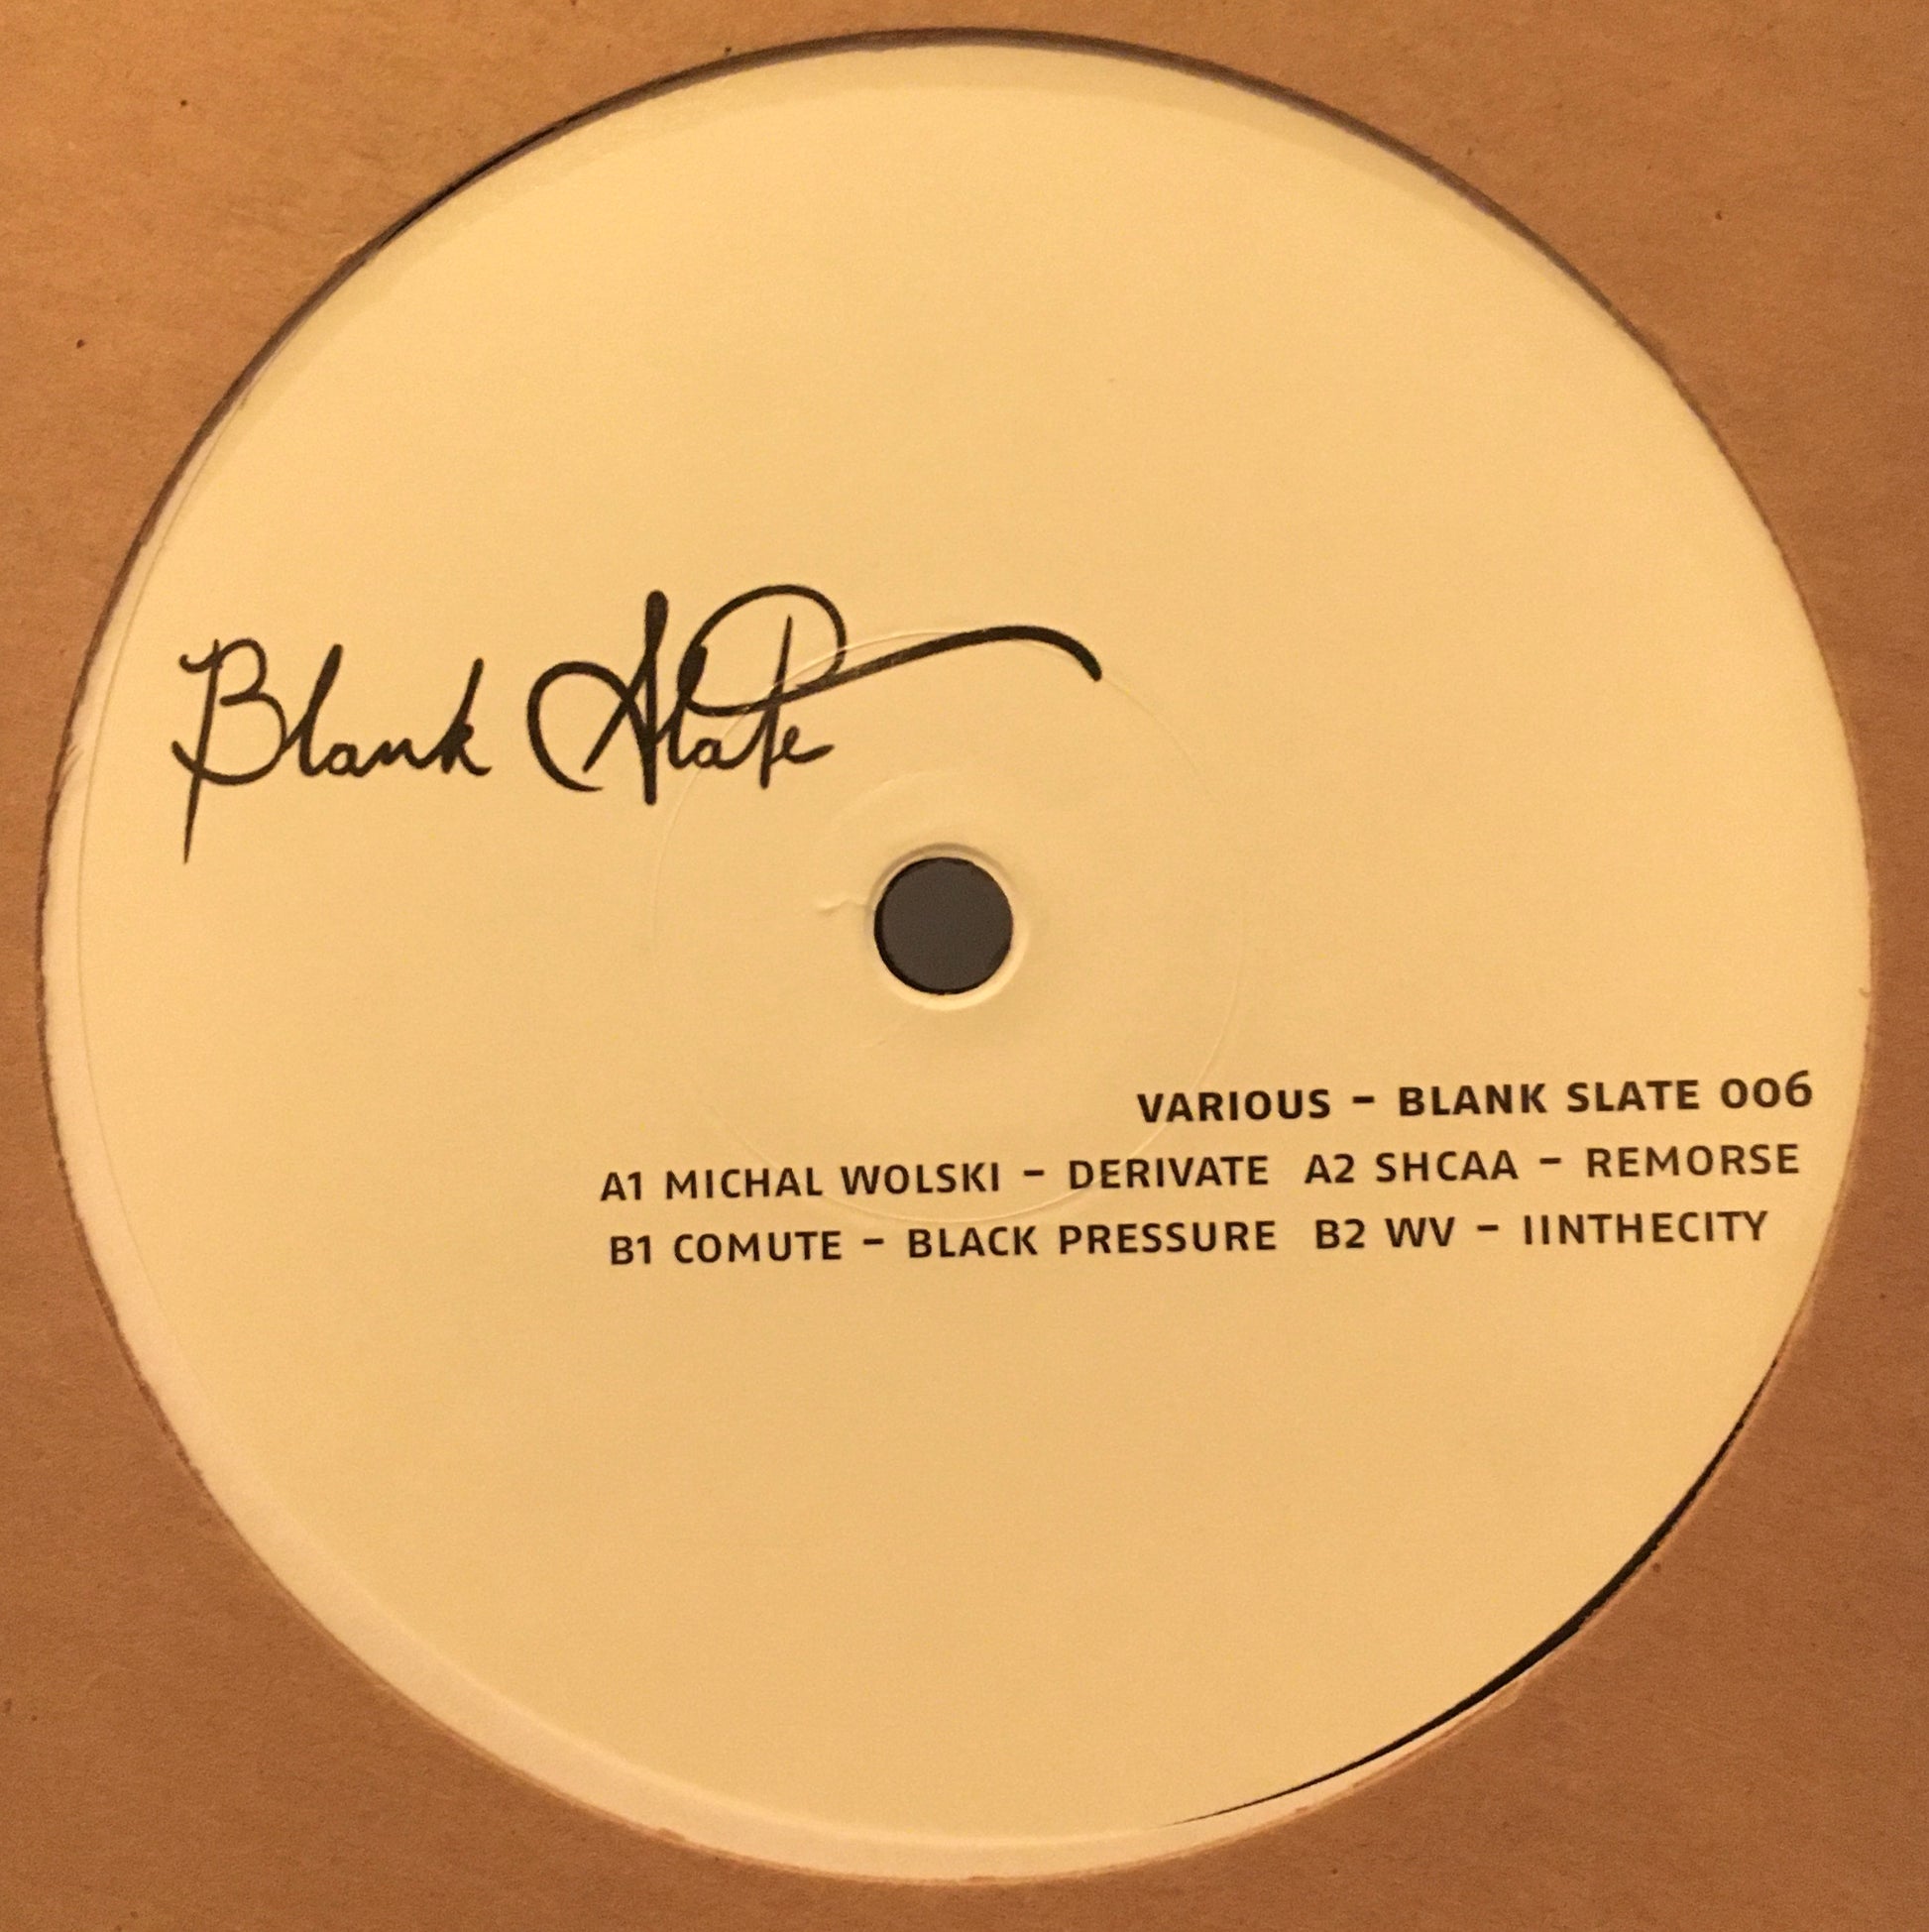 Blank Slate
VARIOUS – BLANK SLATE 006
A1 MICHAL WOLSKI – DERIVATE A2 SHCAA – REMORSE
B1 COMUTE – BLACK PRESSURE B2 WV – IINTHECITY